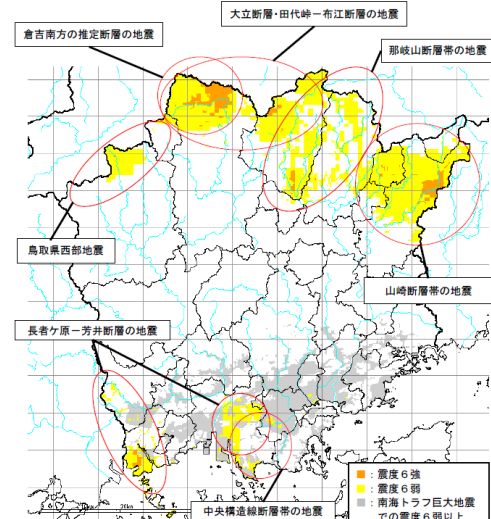 大立断層・田代峠－布江断層の地震
倉吉南方の推定断層の地震
那岐山断層帯の地震
鳥取県西部地震
山崎断層帯の地震
長者ケ原－芳井断層の地震
中央構造線断層帯の地震
：震度６強
：震度６弱
：南海トラフ巨大地震
での震度６弱以上